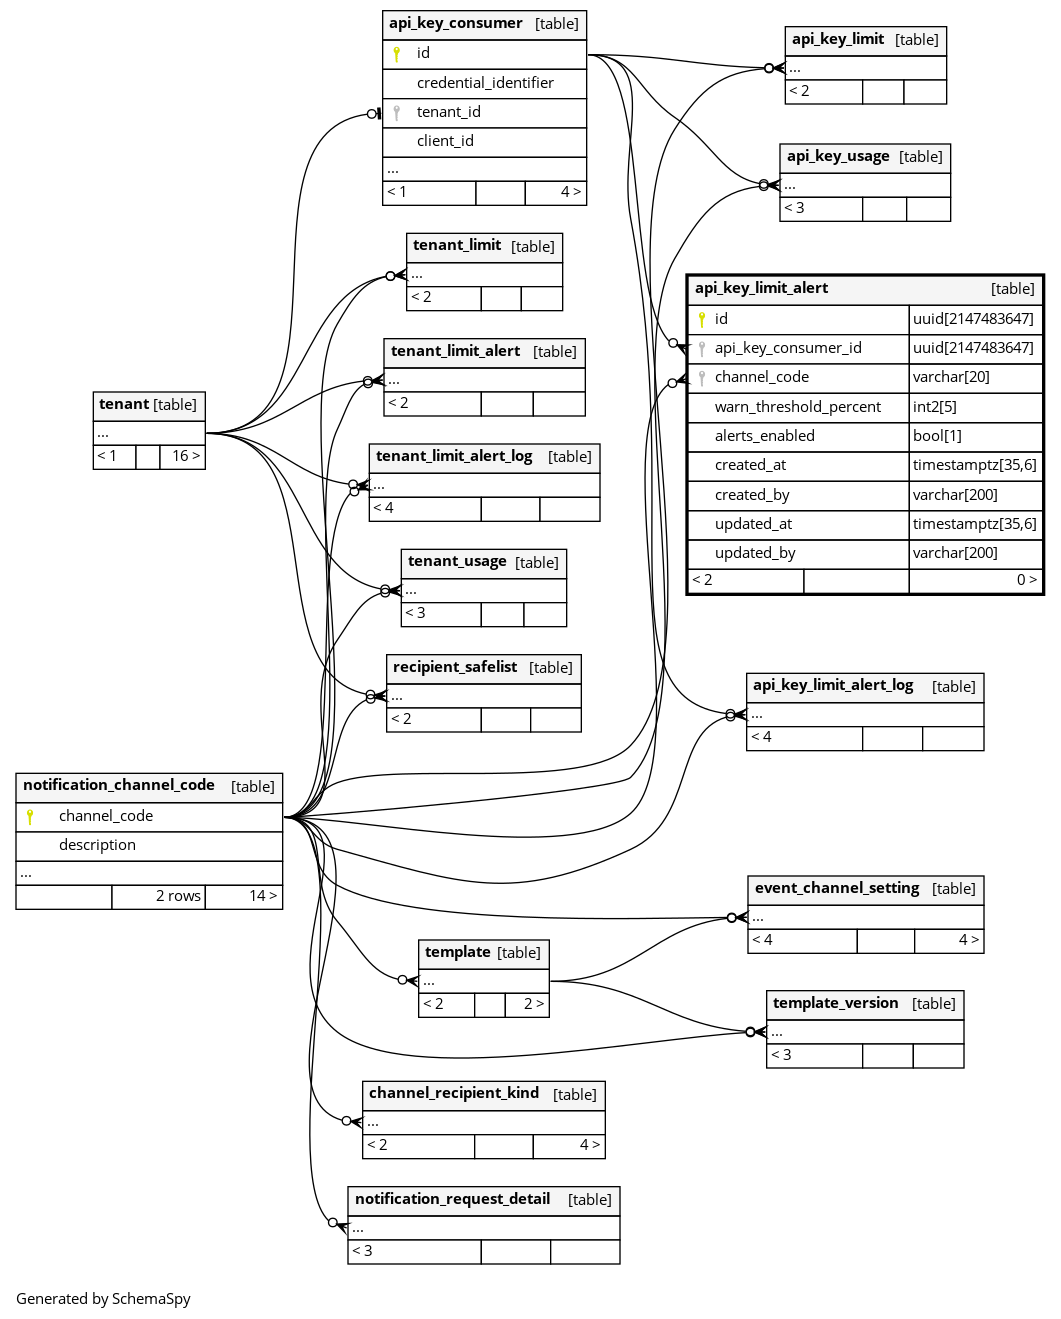 api_key_consumer [table]
id
credential_identifier
tenant_id
client_id
...
< 1 4 >
api_key_limit [table]
...
< 2
api_key_usage [table]
...
< 3
tenant_limit [table]
...
< 2
api_key_limit_alert [table]
id uuid[2147483647]
api_key_consumer_id uuid[2147483647]
channel_code varchar[20]
warn_threshold_percent int2[5]
alerts_enabled bool[1]
created_at timestamptz[35,6]
created_by varchar[200]
updated_at timestamptz[35,6]
updated_by varchar[200]
< 2 0 >
tenant_limit_alert [table]
...
< 2
tenant [table]
...
< 1 16 >
tenant_limit_alert_log [table]
...
< 4
tenant_usage [table]
...
< 3
recipient_safelist [table]
...
< 2
api_key_limit_alert_log [table]
...
< 4
notification_channel_code [table]
channel_code
description
...
2 rows 14 >
event_channel_setting [table]
...
< 4 4 >
template [table]
...
< 2 2 >
template_version [table]
...
< 3
channel_recipient_kind [table]
...
< 2 4 >
notification_request_detail [table]
...
< 3
Generated by SchemaSpy